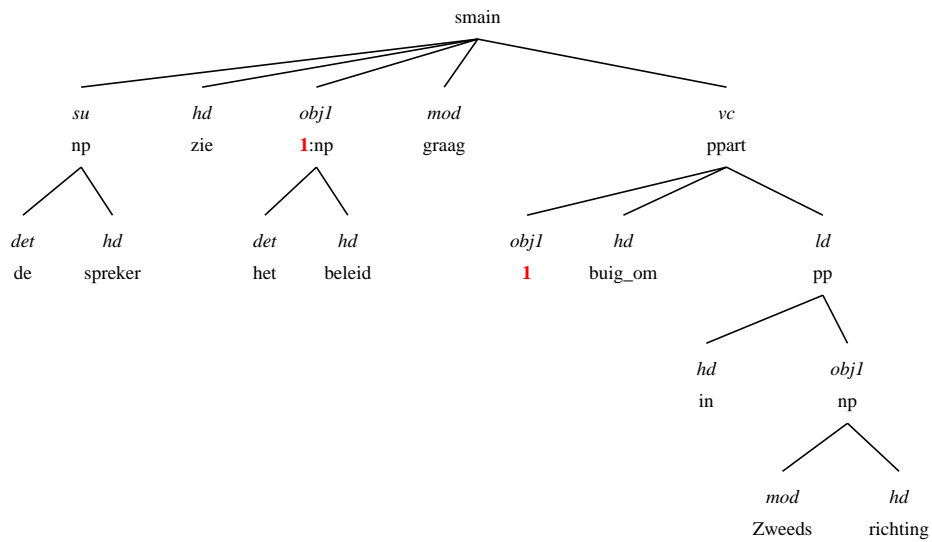 smain
su hd obj1 mod vc
np zie 1:np graag ppart
det hd det hd obj1 hd ld
de spreker het beleid 1 buig_om pp
hd obj1
in np
mod hd
Zweeds richting